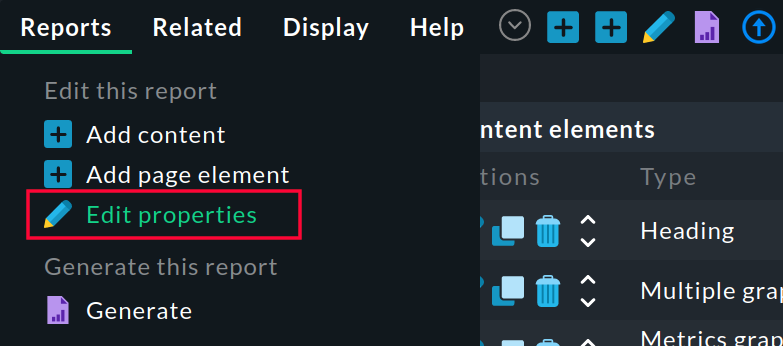 Reports Related Display Help
Edit this report
Add content
ntent elements
Add page element
tions Type
Edit properties
Heading
Generate this report
Multiple grap
Generate
Metrics grap